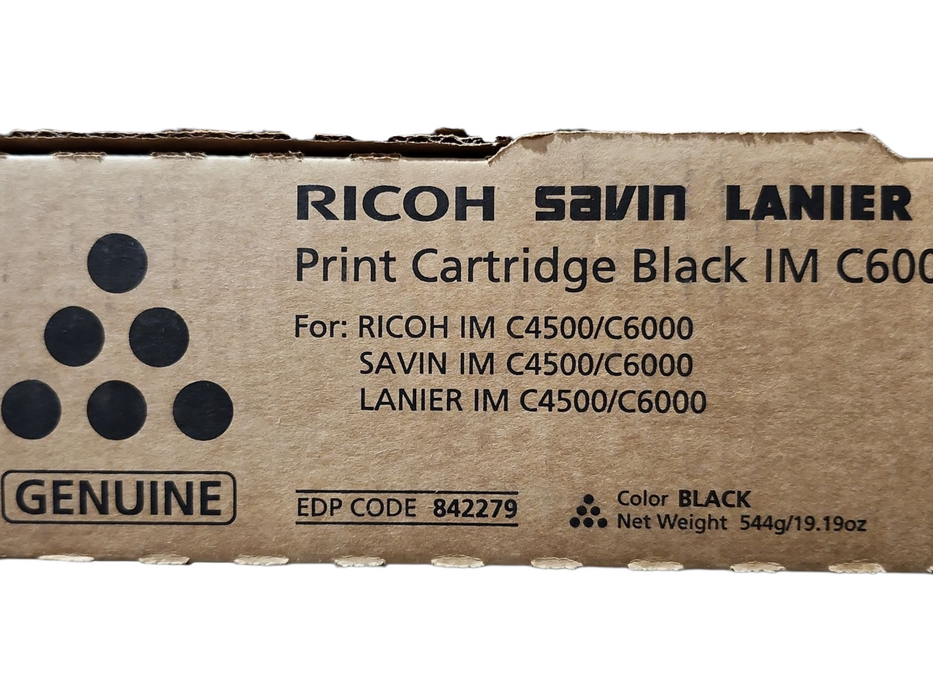 RICOH savin LANIER
Print Cartridge Black IM C600
For: RICOH IM C4500/C6000
SAVIN IM C4500/C6000
LANIER IM C4500/C6000
GENUINE
EDP CODE 842279
Color BLACK
Net Weight 544g/19.19oz